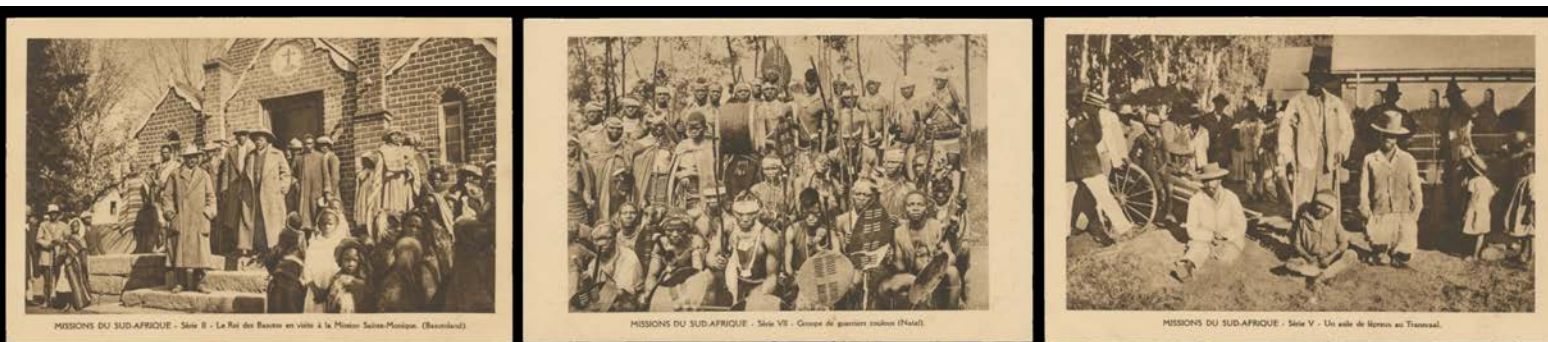 MISSIONS DU SUD-AFRIQUE - Série II - Le Roi des Basutos en visite à la Mission Sainte-Monique. (Basutoland)
MISSIONS DU SUD-AFRIQUE - Série VII - Groupe de guerriers zoulous (Natal).
MISSIONS DU SUD-AFRIQUE - Série V - Un asile de lépreux au Transvaal.